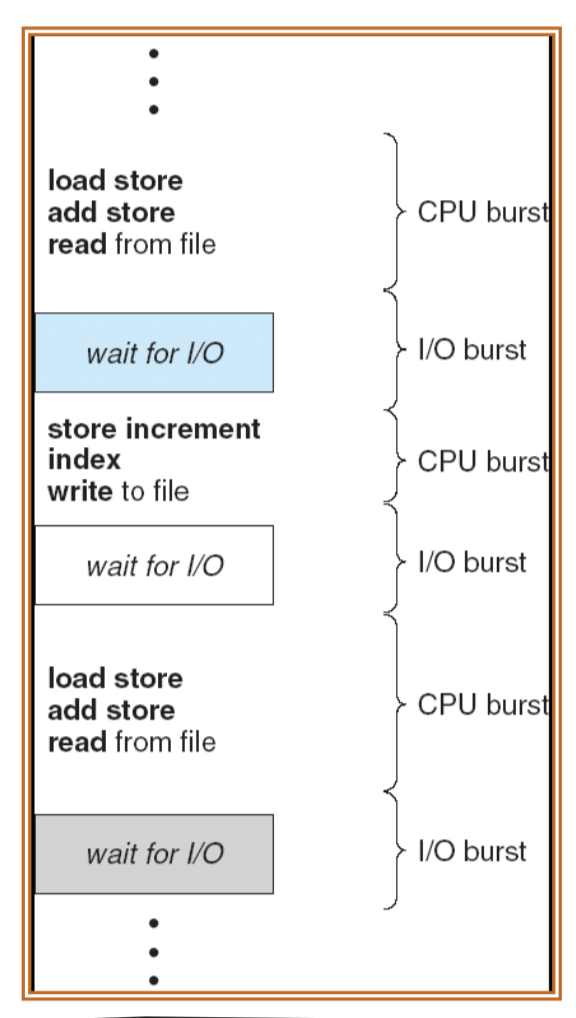 load store
add store
read from file
CPU burst
wait for I/O
I/O burst
store increment
index
write to file
CPU burst
wait for I/O
I/O burst
load store
add store
read from file
CPU burst
wait for I/O
I/O burst